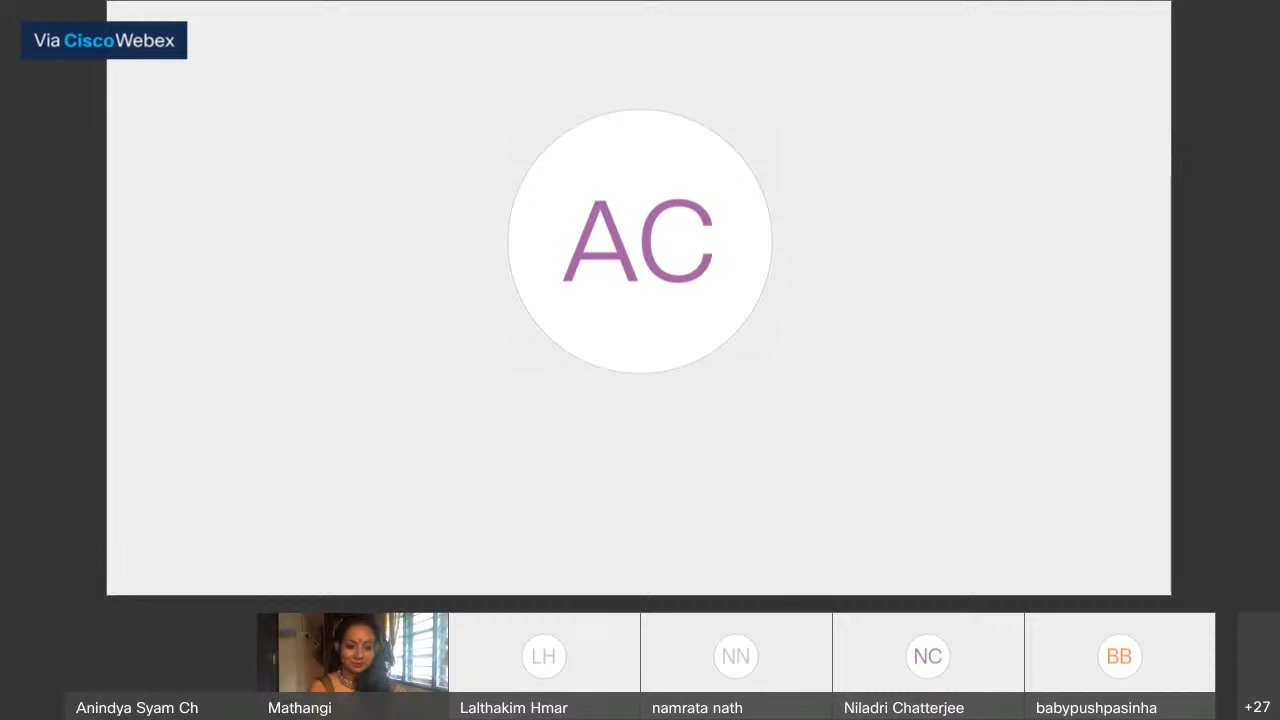 Via CiscoWebex
AC
LH
NN
NC
BB
Anindya Syam Ch
Mathangi
Lalthakim Hmar
namrata nath
Niladri Chatterjee
babypushpasinha
+27